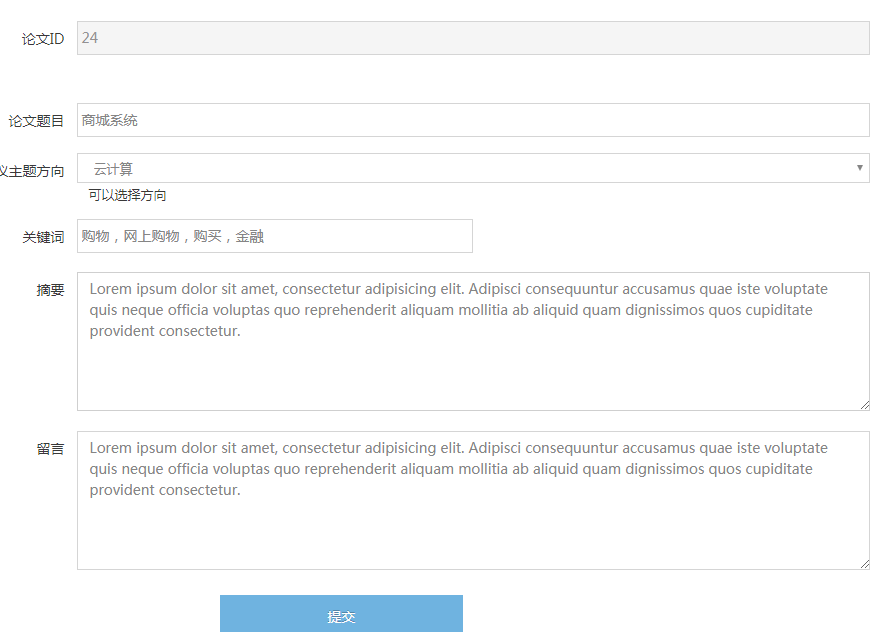 论文ID 24
论文题目 商城系统
主题方向 云计算
可以选择方向
关键词 购物，网上购物，购买，金融
摘要 Lorem ipsum dolor sit amet, consectetur adipisicing elit. Adipisci consequuntur accusamus quae iste voluptate
quis neque officia voluptas quo reprehenderit aliquam mollitia ab aliquid quam dignissimos quos cupiditate
provident consectetur.
留言 Lorem ipsum dolor sit amet, consectetur adipisicing elit. Adipisci consequuntur accusamus quae iste voluptate
quis neque officia voluptas quo reprehenderit aliquam mollitia ab aliquid quam dignissimos quos cupiditate
provident consectetur.
提交